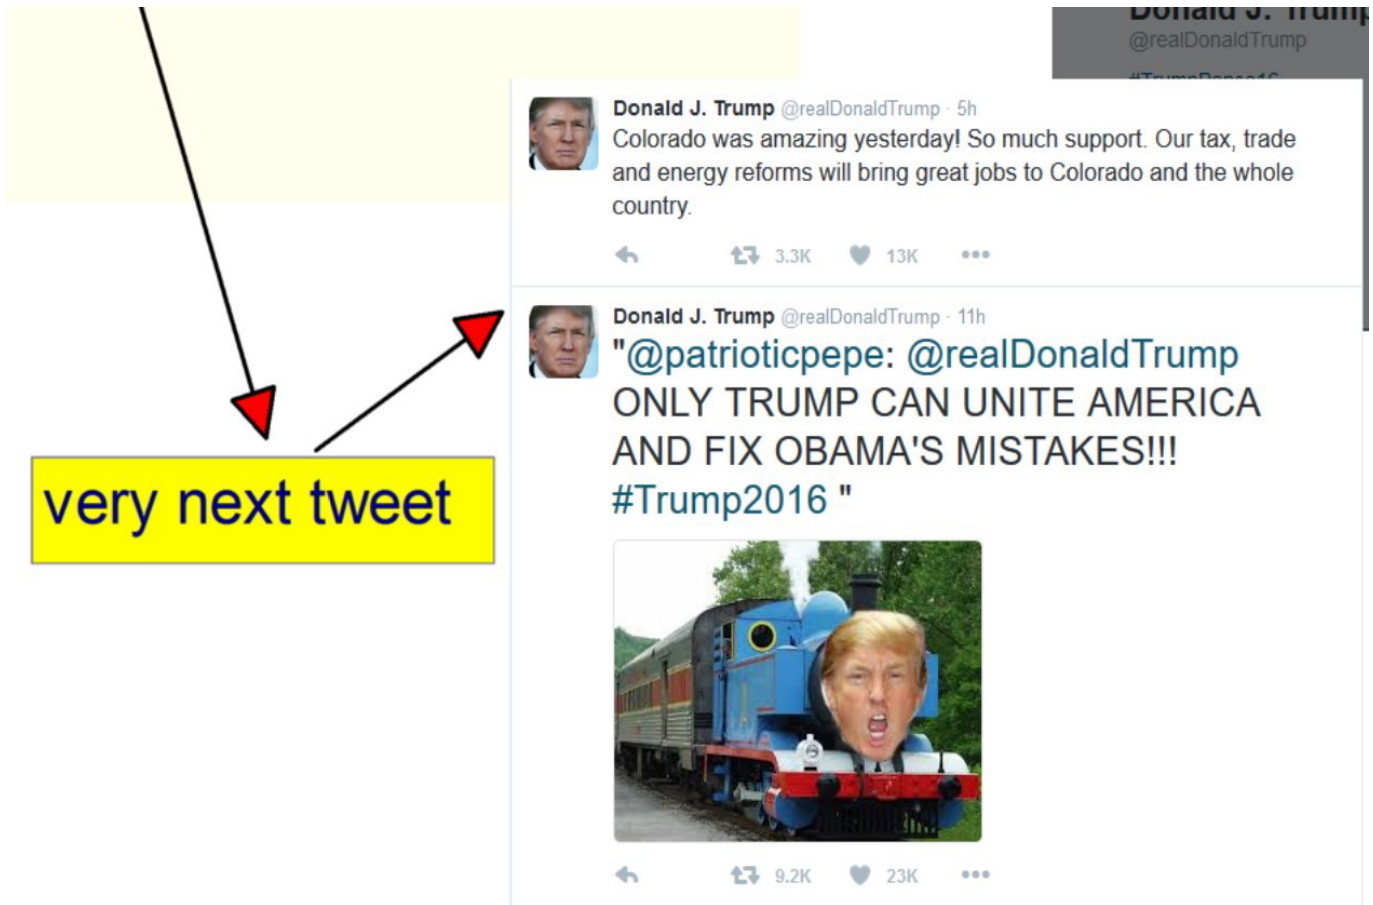 Donald J. Trump
@realDonaldTrump
Donald J. Trump @realDonaldTrump · 5h
Colorado was amazing yesterday! So much support. Our tax, trade
and energy reforms will bring great jobs to Colorado and the whole
country.
3.3K 13K
Donald J. Trump @realDonaldTrump · 11h
"@patrioticpepe: @realDonaldTrump
ONLY TRUMP CAN UNITE AMERICA
AND FIX OBAMA'S MISTAKES!!!
#Trump2016 "
very next tweet
9.2K 23K